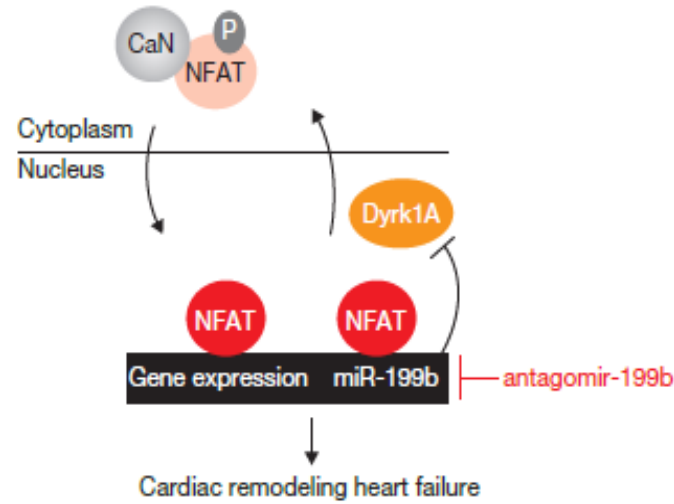 CaN
P
NFAT
Cytoplasm
Nucleus
Dyrk1A
NFAT
NFAT
Gene expression
miR-199b
antagomir-199b
Cardiac remodeling heart failure